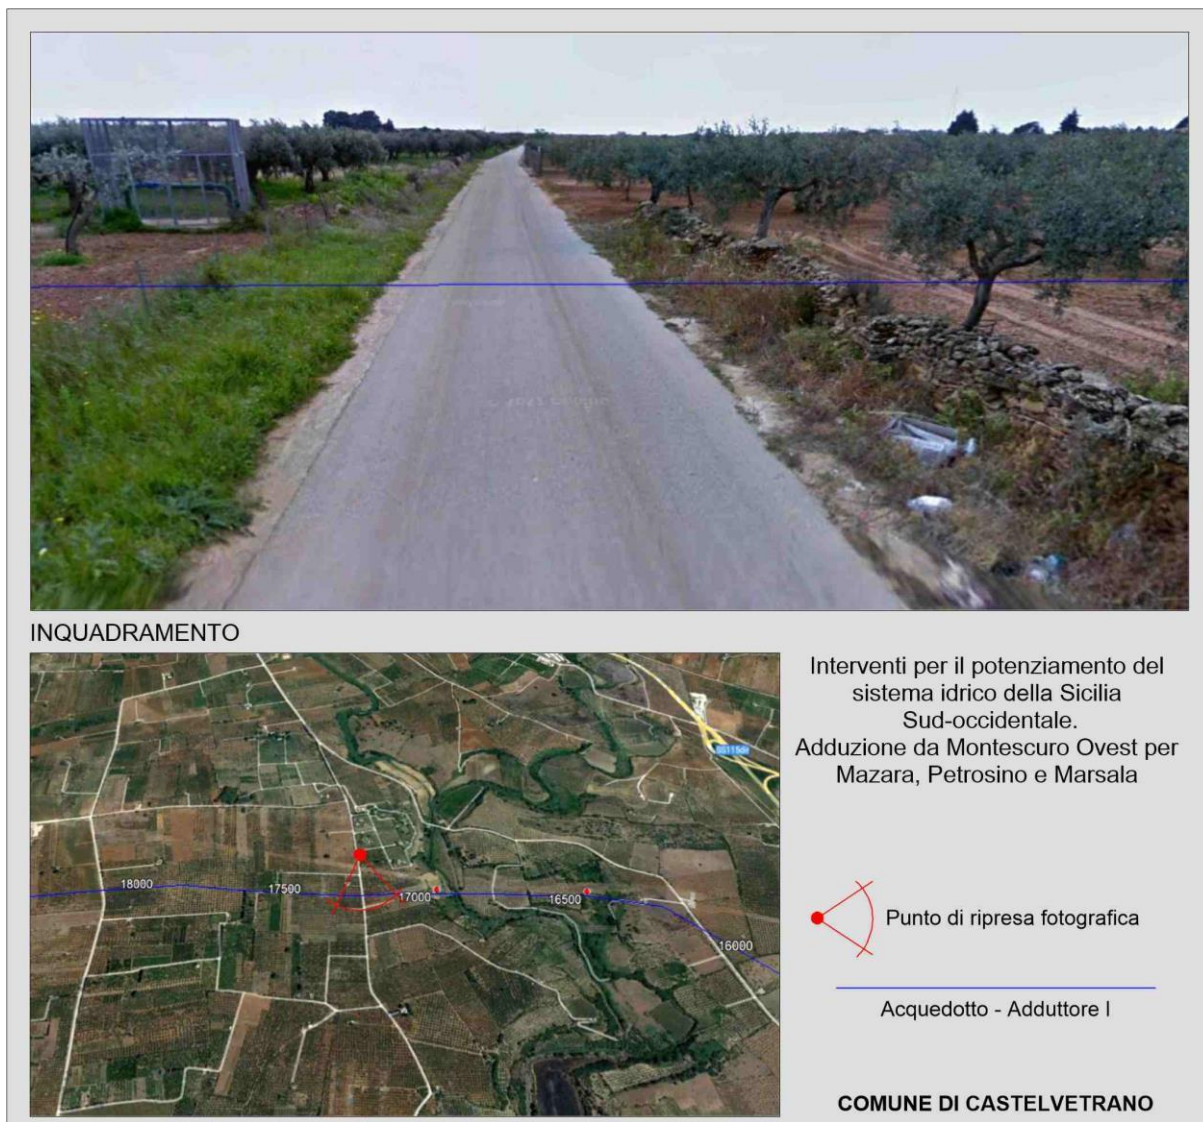 INQUADRAMENTO
Interventi per il potenziamento del
sistema idrico della Sicilia
Sud-occidentale.
Adduzione da Montescuro Ovest per
Mazara, Petrosino e Marsala
SS115dir
18000
17500
17000
16500
16000
Punto di ripresa fotografica
Acquedotto - Adduttore I
COMUNE DI CASTELVETRANO